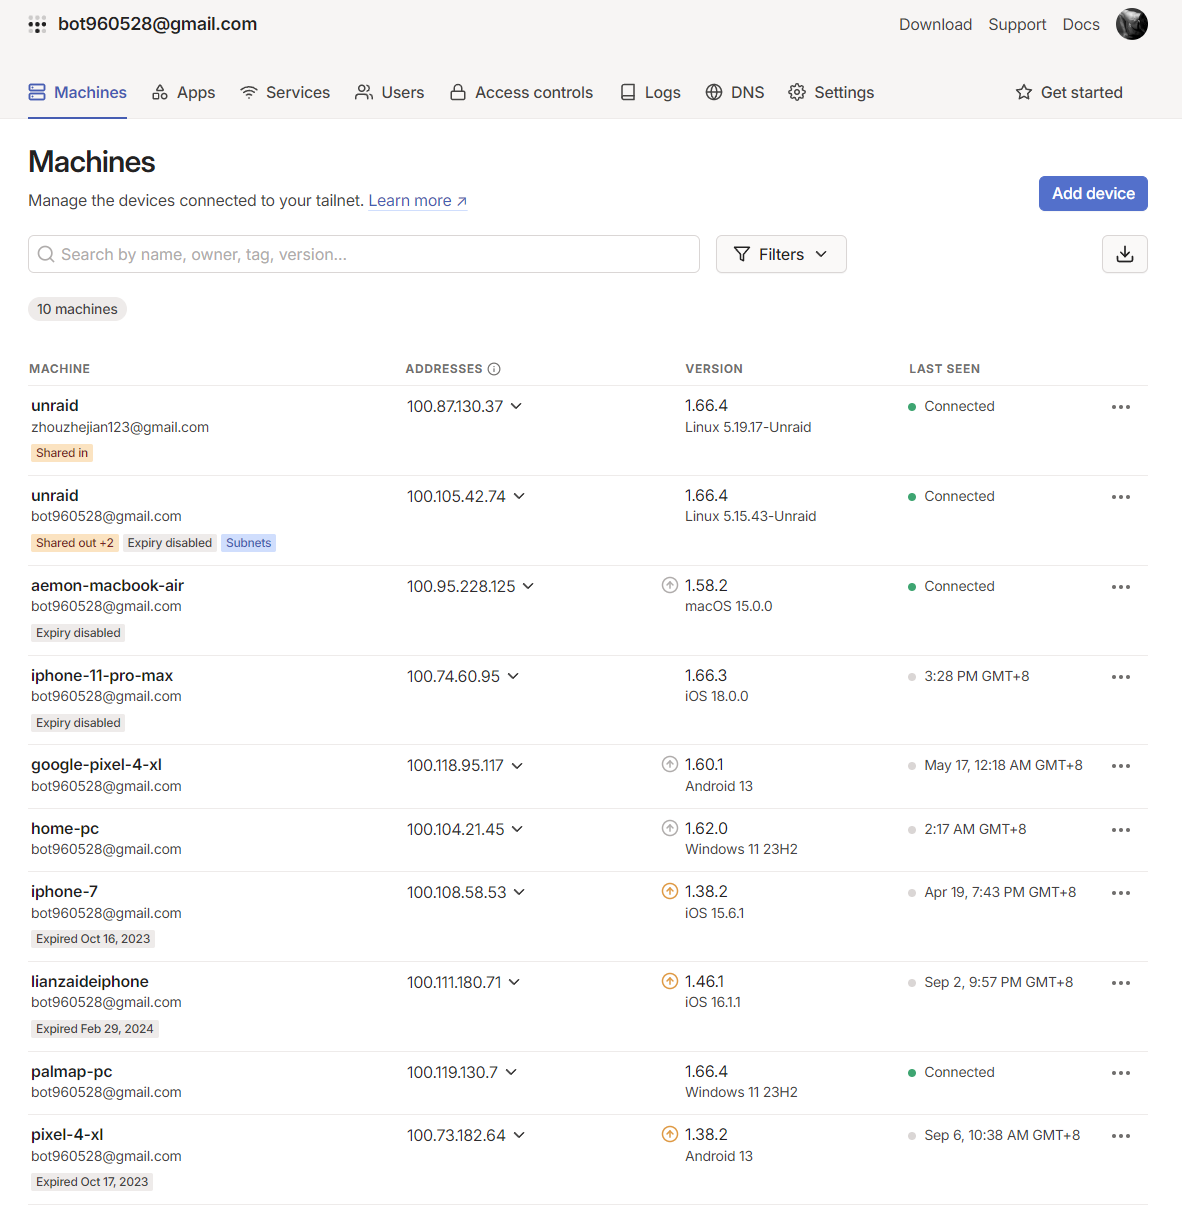 bot960528@gmail.com
Download Support Docs
Machines Apps Services Users Access controls Logs DNS Settings Get started
Machines
Manage the devices connected to your tailnet. Learn more ↗
Add device
Search by name, owner, tag, version...
Filters
10 machines
MACHINE ADDRESSES VERSION LAST SEEN
unraid 100.87.130.37 1.66.4 Connected
zhouzhejian123@gmail.com Linux 5.19.17-Unraid
Shared in
unraid 100.105.42.74 1.66.4 Connected
bot960528@gmail.com Linux 5.15.43-Unraid
Shared out +2 Expiry disabled Subnets
aemon-macbook-air 100.95.228.125 1.58.2 Connected
bot960528@gmail.com macOS 15.0.0
Expiry disabled
iphone-11-pro-max 100.74.60.95 1.66.3 3:28 PM GMT+8
bot960528@gmail.com iOS 18.0.0
Expiry disabled
google-pixel-4-xl 100.118.95.117 1.60.1 May 17, 12:18 AM GMT+8
bot960528@gmail.com Android 13
home-pc 100.104.21.45 1.62.0 2:17 AM GMT+8
bot960528@gmail.com Windows 11 23H2
iphone-7 100.108.58.53 1.38.2 Apr 19, 7:43 PM GMT+8
bot960528@gmail.com iOS 15.6.1
Expired Oct 16, 2023
lianzaideiphone 100.111.180.71 1.46.1 Sep 2, 9:57 PM GMT+8
bot960528@gmail.com iOS 16.1.1
Expired Feb 29, 2024
palmap-pc 100.119.130.7 1.66.4 Connected
bot960528@gmail.com Windows 11 23H2
pixel-4-xl 100.73.182.64 1.38.2 Sep 6, 10:38 AM GMT+8
bot960528@gmail.com Android 13
Expired Oct 17, 2023